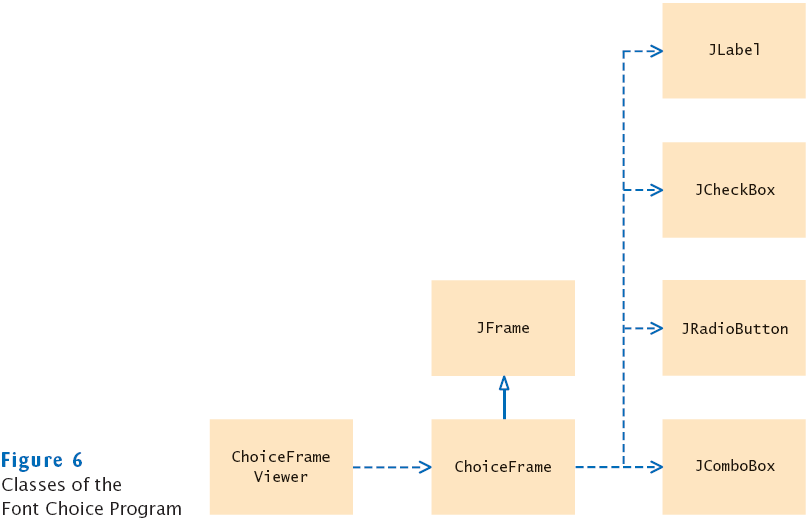 JLabel
JCheckBox
JFrame
JRadioButton
ChoiceFrame
Viewer
ChoiceFrame
JComboBox
Figure 6
Classes of the
Font Choice Program